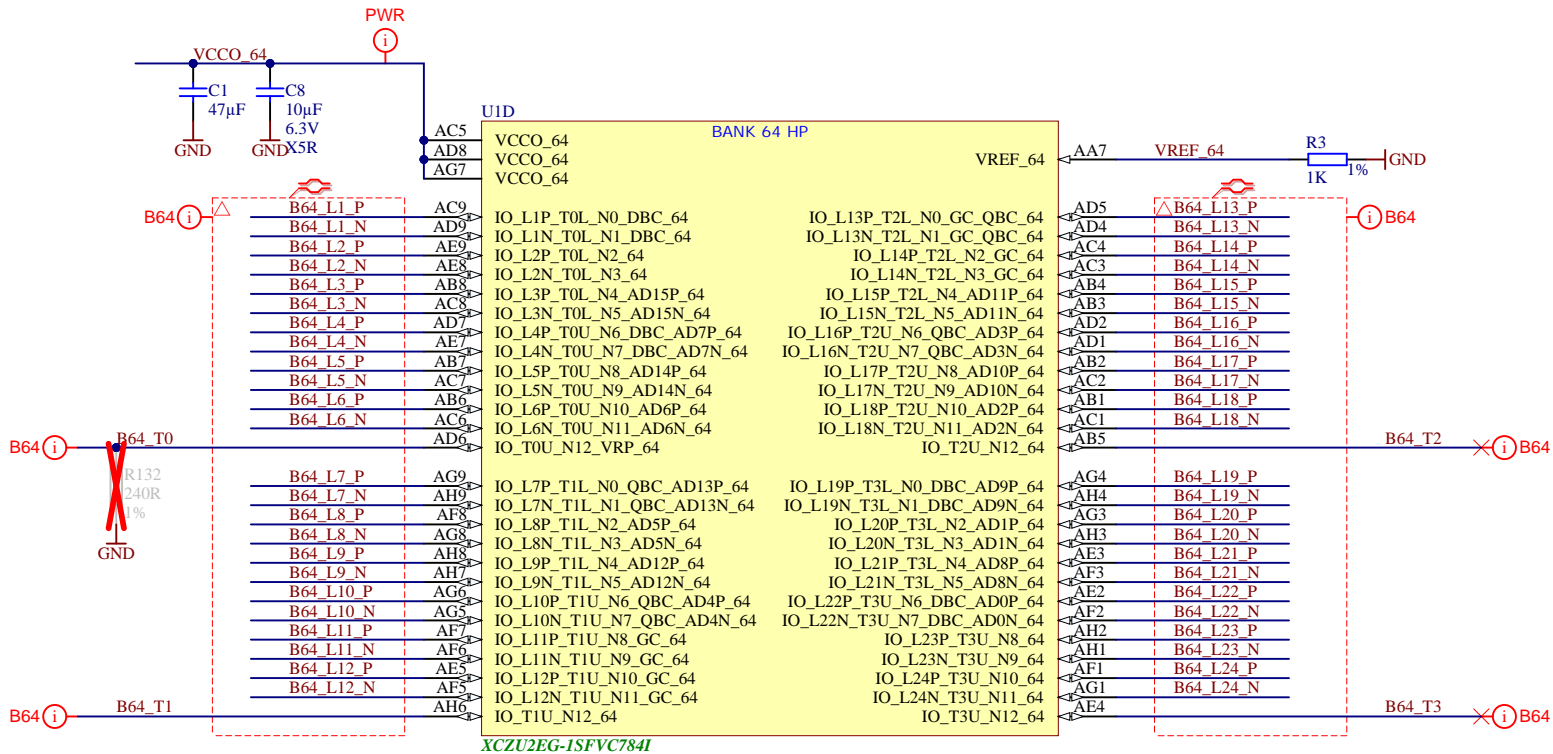 PWR
VCCO_64
C1
47µF
GND
C8
10µF
6.3V
X5R
GND
U1D
BANK 64 HP
AC5 VCCO_64
AD8 VCCO_64
AG7 VCCO_64
VREF_64 AA7 VREF_64
R3
1K
1%
GND
B64
B64
B64_L1_P AC9 IO_L1P_T0L_N0_DBC_64 IO_L13P_T2L_N0_GC_QBC_64 AD5 B64_L13_P
B64_L1_N AD9 IO_L1N_T0L_N1_DBC_64 IO_L13N_T2L_N1_GC_QBC_64 AD4 B64_L13_N
B64_L2_P AE9 IO_L2P_T0L_N2_64 IO_L14P_T2L_N2_GC_64 AC4 B64_L14_P
B64_L2_N AE8 IO_L2N_T0L_N3_64 IO_L14N_T2L_N3_GC_64 AC3 B64_L14_N
B64_L3_P AB8 IO_L3P_T0L_N4_AD15P_64 IO_L15P_T2L_N4_AD11P_64 AB4 B64_L15_P
B64_L3_N AC8 IO_L3N_T0L_N5_AD15N_64 IO_L15N_T2L_N5_AD11N_64 AB3 B64_L15_N
B64_L4_P AD7 IO_L4P_T0U_N6_DBC_AD7P_64 IO_L16P_T2U_N6_QBC_AD3P_64 AD2 B64_L16_P
B64_L4_N AE7 IO_L4N_T0U_N7_DBC_AD7N_64 IO_L16N_T2U_N7_QBC_AD3N_64 AD1 B64_L16_N
B64_L5_P AB7 IO_L5P_T0U_N8_AD14P_64 IO_L17P_T2U_N8_AD10P_64 AB2 B64_L17_P
B64_L5_N AC7 IO_L5N_T0U_N9_AD14N_64 IO_L17N_T2U_N9_AD10N_64 AC2 B64_L17_N
B64_L6_P AB6 IO_L6P_T0U_N10_AD6P_64 IO_L18P_T2U_N10_AD2P_64 AB1 B64_L18_P
B64_L6_N AC6 IO_L6N_T0U_N11_AD6N_64 IO_L18N_T2U_N11_AD2N_64 AC1 B64_L18_N
B64 B64_T0 AD6 IO_T0U_N12_VRP_64 IO_T2U_N12_64 AB5 B64_T2 B64
R132
240R
1%
GND
B64_L7_P AG9 IO_L7P_T1L_N0_QBC_AD13P_64 IO_L19P_T3L_N0_DBC_AD9P_64 AG4 B64_L19_P
B64_L7_N AH9 IO_L7N_T1L_N1_QBC_AD13N_64 IO_L19N_T3L_N1_DBC_AD9N_64 AH4 B64_L19_N
B64_L8_P AF8 IO_L8P_T1L_N2_AD5P_64 IO_L20P_T3L_N2_AD1P_64 AG3 B64_L20_P
B64_L8_N AG8 IO_L8N_T1L_N3_AD5N_64 IO_L20N_T3L_N3_AD1N_64 AH3 B64_L20_N
B64_L9_P AH8 IO_L9P_T1L_N4_AD12P_64 IO_L21P_T3L_N4_AD8P_64 AE3 B64_L21_P
B64_L9_N AH7 IO_L9N_T1L_N5_AD12N_64 IO_L21N_T3L_N5_AD8N_64 AF3 B64_L21_N
B64_L10_P AG6 IO_L10P_T1U_N6_QBC_AD4P_64 IO_L22P_T3U_N6_DBC_AD0P_64 AE2 B64_L22_P
B64_L10_N AG5 IO_L10N_T1U_N7_QBC_AD4N_64 IO_L22N_T3U_N7_DBC_AD0N_64 AF2 B64_L22_N
B64_L11_P AF7 IO_L11P_T1U_N8_GC_64 IO_L23P_T3U_N8_64 AH2 B64_L23_P
B64_L11_N AF6 IO_L11N_T1U_N9_GC_64 IO_L23N_T3U_N9_64 AH1 B64_L23_N
B64_L12_P AE5 IO_L12P_T1U_N10_GC_64 IO_L24P_T3U_N10_64 AF1 B64_L24_P
B64_L12_N AF5 IO_L12N_T1U_N11_GC_64 IO_L24N_T3U_N11_64 AG1 B64_L24_N
B64 B64_T1 AH6 IO_T1U_N12_64 IO_T3U_N12_64 AE4 B64_T3 B64
XCZU2EG-1SFVC784I